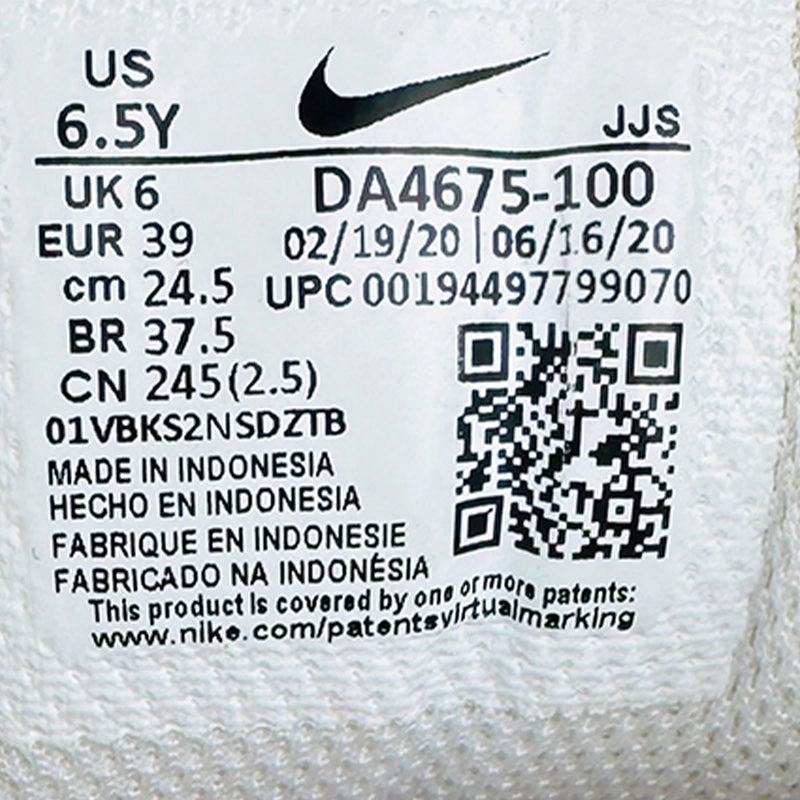 US
6.5Y
JJS
UK 6
DA4675-100
EUR 39
02/19/20 | 06/16/20
cm 24.5
UPC 00194497799070
BR 37.5
CN 245(2.5)
01VBKS2NSDZTB
MADE IN INDONESIA
HECHO EN INDONESIA
FABRIQUE EN INDONESIE
FABRICADO NA INDONÉSIA
This product is covered by one or more patents:
www.nike.com/patentsvirtualmarking